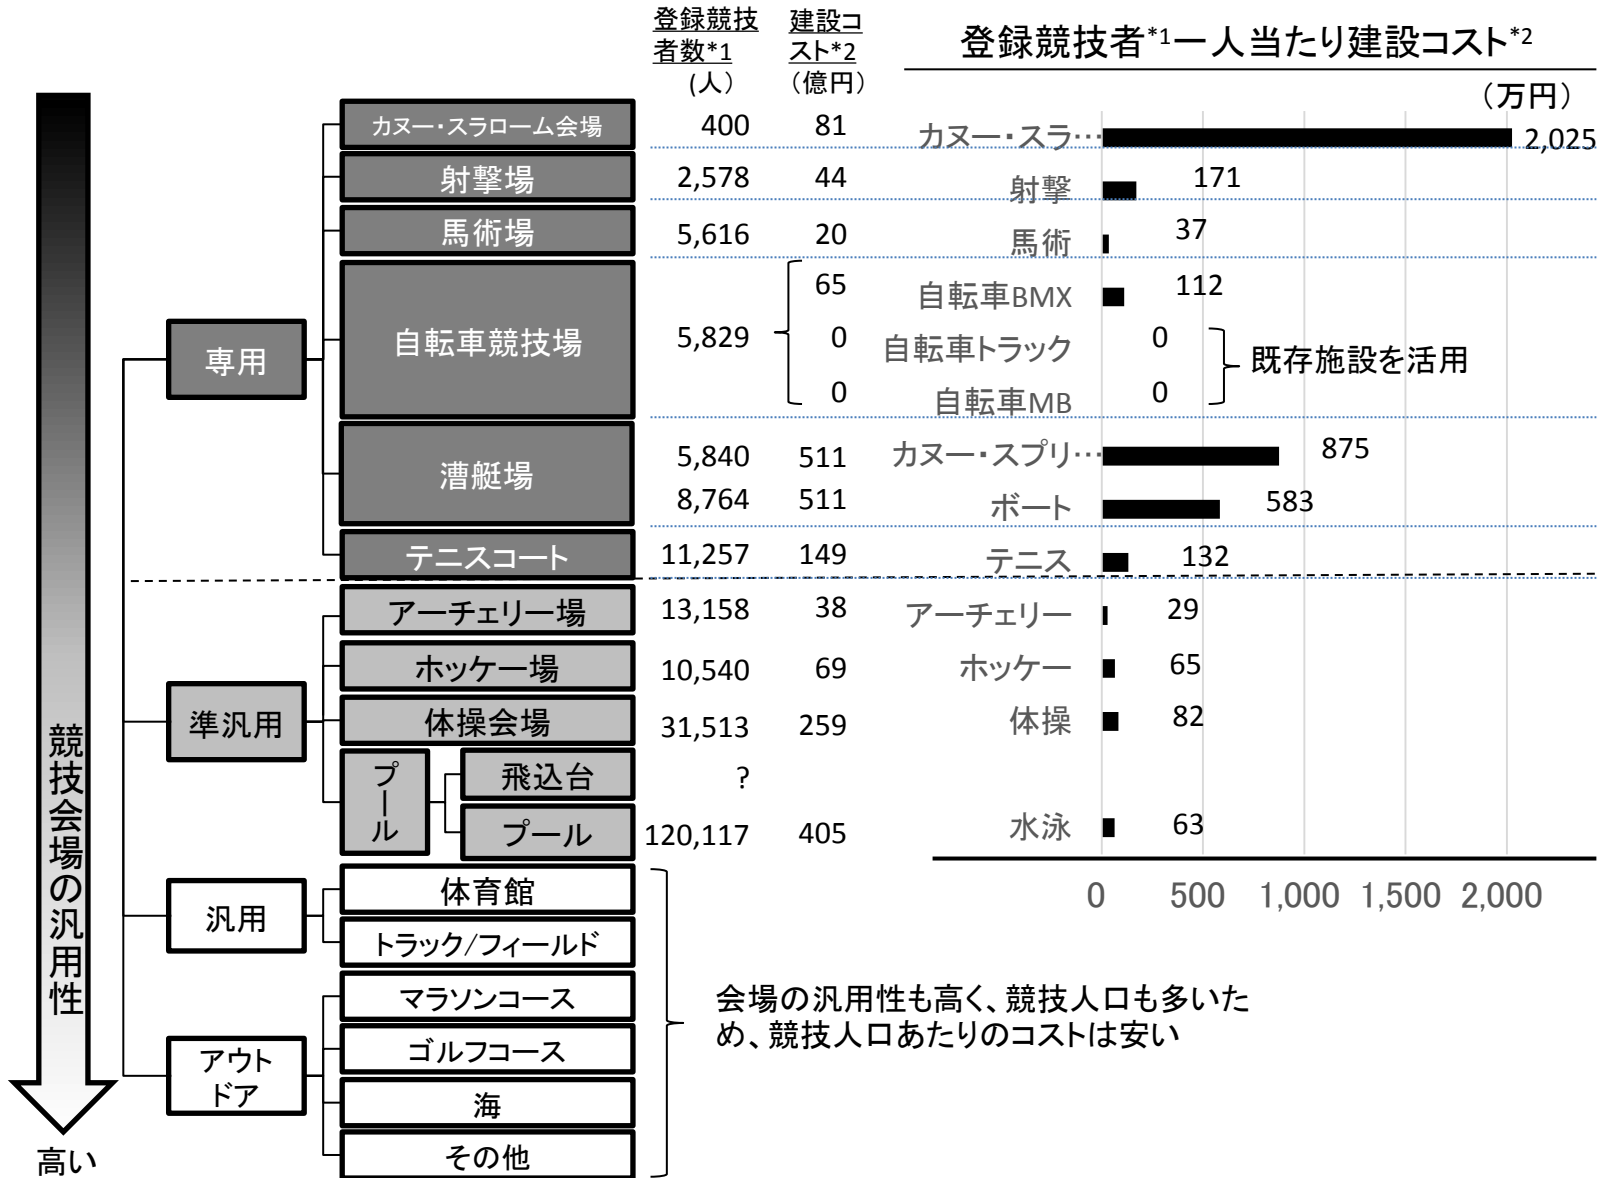 登録競技
者数*1
(人)
建設コ
スト*2
(億円)
登録競技者*1一人当たり建設コスト*2
(万円)
競技会場の汎用性
高い
専用
カヌー・スラローム会場 400 81 カヌー・スラ… 2,025
射撃場 2,578 44 射撃 171
馬術場 5,616 20 馬術 37
自転車競技場 5,829
65 自転車BMX 112
0 自転車トラック 0
0 自転車MB 0
既存施設を活用
漕艇場
5,840 511 カヌー・スプリ… 875
8,764 511 ボート 583
テニスコート 11,257 149 テニス 132
準汎用
アーチェリー場 13,158 38 アーチェリー 29
ホッケー場 10,540 69 ホッケー 65
体操会場 31,513 259 体操 82
プール
飛込台 ?
プール 120,117 405 水泳 63
0 500 1,000 1,500 2,000
汎用
体育館
トラック/フィールド
アウト
ドア
マラソンコース
ゴルフコース
海
その他
会場の汎用性も高く、競技人口も多いた
め、競技人口あたりのコストは安い